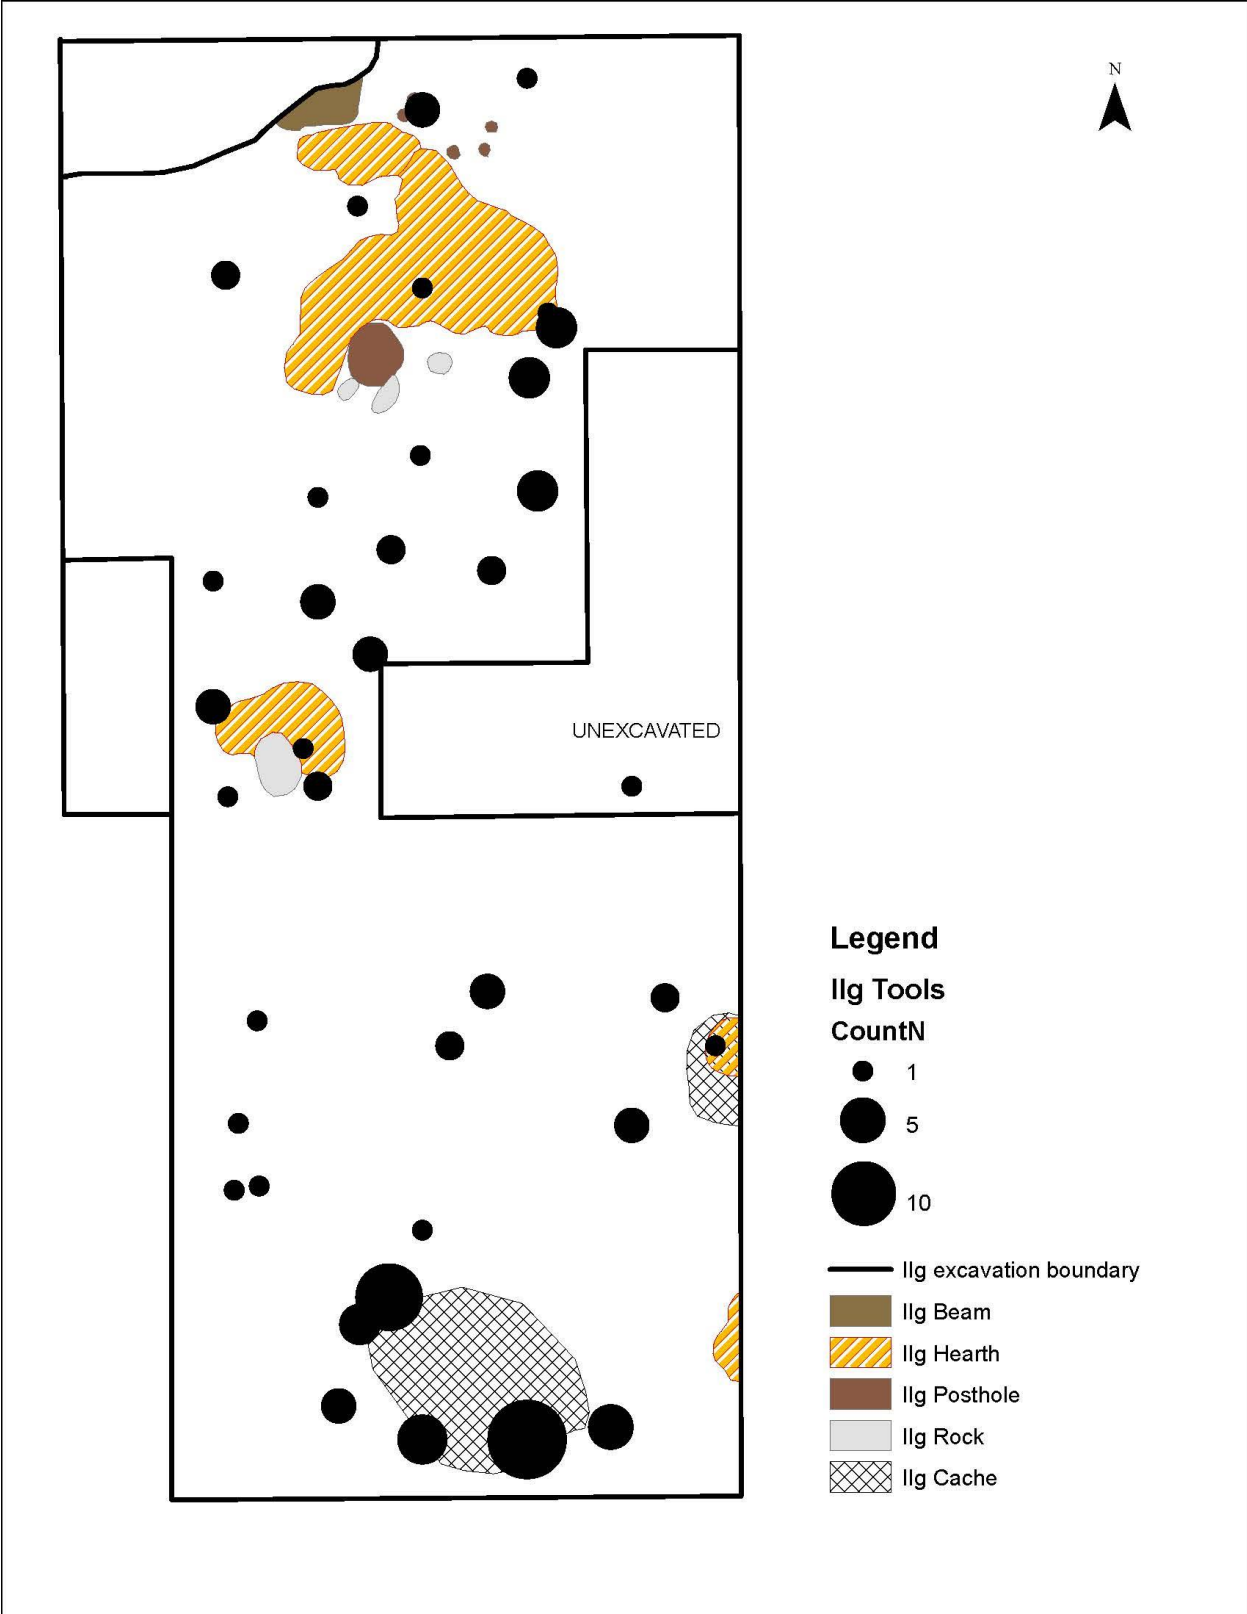 N
UNEXCAVATED
Legend
IIg Tools
CountN
1
5
10
IIg excavation boundary
IIg Beam
IIg Hearth
IIg Posthole
IIg Rock
IIg Cache